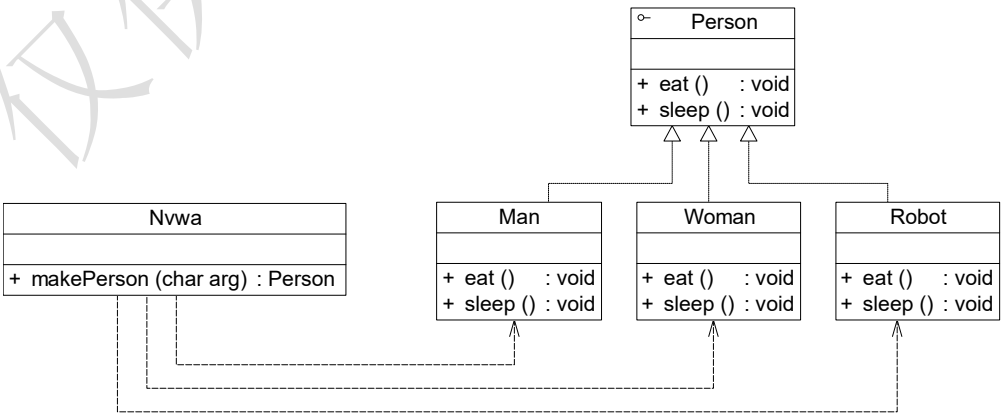 Person
+ eat () : void
+ sleep () : void
Nvwa
+ makePerson (char arg) : Person
Man
+ eat () : void
+ sleep () : void
Woman
+ eat () : void
+ sleep () : void
Robot
+ eat () : void
+ sleep () : void
仅